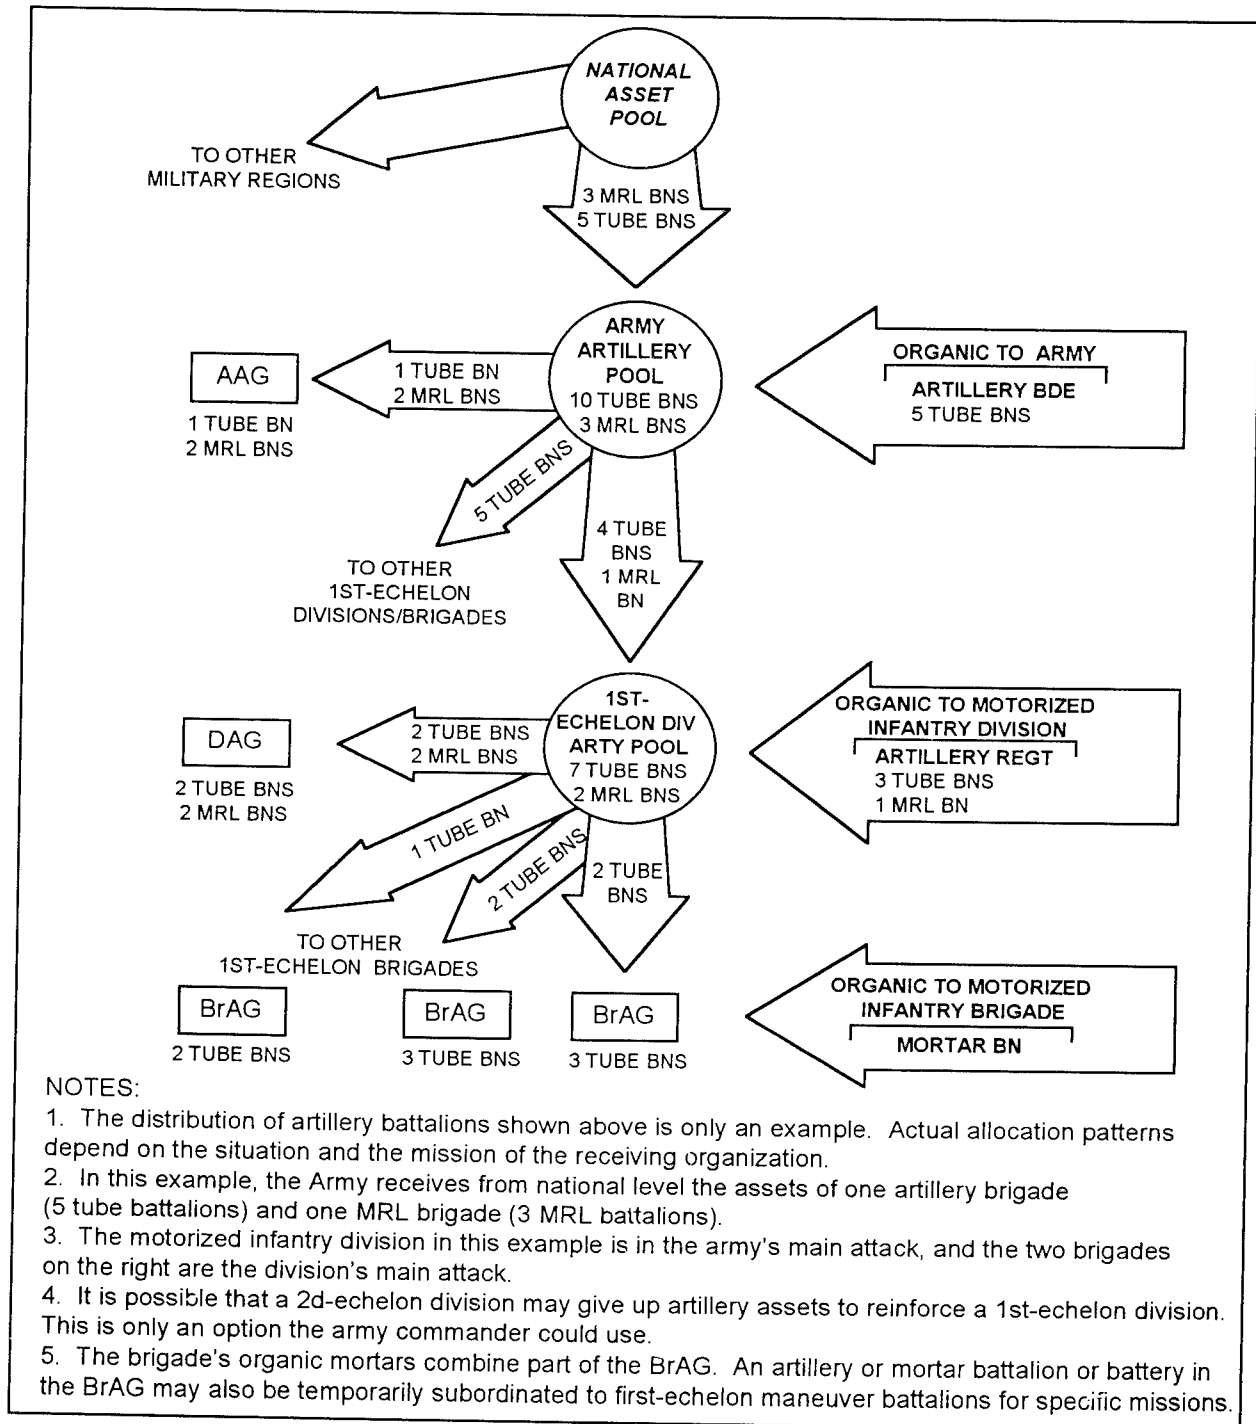 NATIONAL
ASSET
POOL
TO OTHER
MILITARY REGIONS
3 MRL BNS
5 TUBE BNS
ARMY
ARTILLERY
POOL
10 TUBE BNS
3 MRL BNS
ORGANIC TO ARMY
ARTILLERY BDE
5 TUBE BNS
AAG
1 TUBE BN
2 MRL BNS
1 TUBE BN
2 MRL BNS
5 TUBE BNS
TO OTHER
1ST-ECHELON
DIVISIONS/BRIGADES
4 TUBE
BNS
1 MRL
BN
1ST-
ECHELON DIV
ARTY POOL
7 TUBE BNS
2 MRL BNS
ORGANIC TO MOTORIZED
INFANTRY DIVISION
ARTILLERY REGT
3 TUBE BNS
1 MRL BN
DAG
2 TUBE BNS
2 MRL BNS
2 TUBE BNS
2 MRL BNS
1 TUBE BN
2 TUBE BNS
2 TUBE
BNS
TO OTHER
1ST-ECHELON BRIGADES
BrAG
2 TUBE BNS
BrAG
3 TUBE BNS
BrAG
3 TUBE BNS
ORGANIC TO MOTORIZED
INFANTRY BRIGADE
MORTAR BN
NOTES:
1. The distribution of artillery battalions shown above is only an example. Actual allocation patterns
depend on the situation and the mission of the receiving organization.
2. In this example, the Army receives from national level the assets of one artillery brigade
(5 tube battalions) and one MRL brigade (3 MRL battalions).
3. The motorized infantry division in this example is in the army's main attack, and the two brigades
on the right are the division's main attack.
4. It is possible that a 2d-echelon division may give up artillery assets to reinforce a 1st-echelon division.
This is only an option the army commander could use.
5. The brigade's organic mortars combine part of the BrAG. An artillery or mortar battalion or battery in
the BrAG may also be temporarily subordinated to first-echelon maneuver battalions for specific missions.